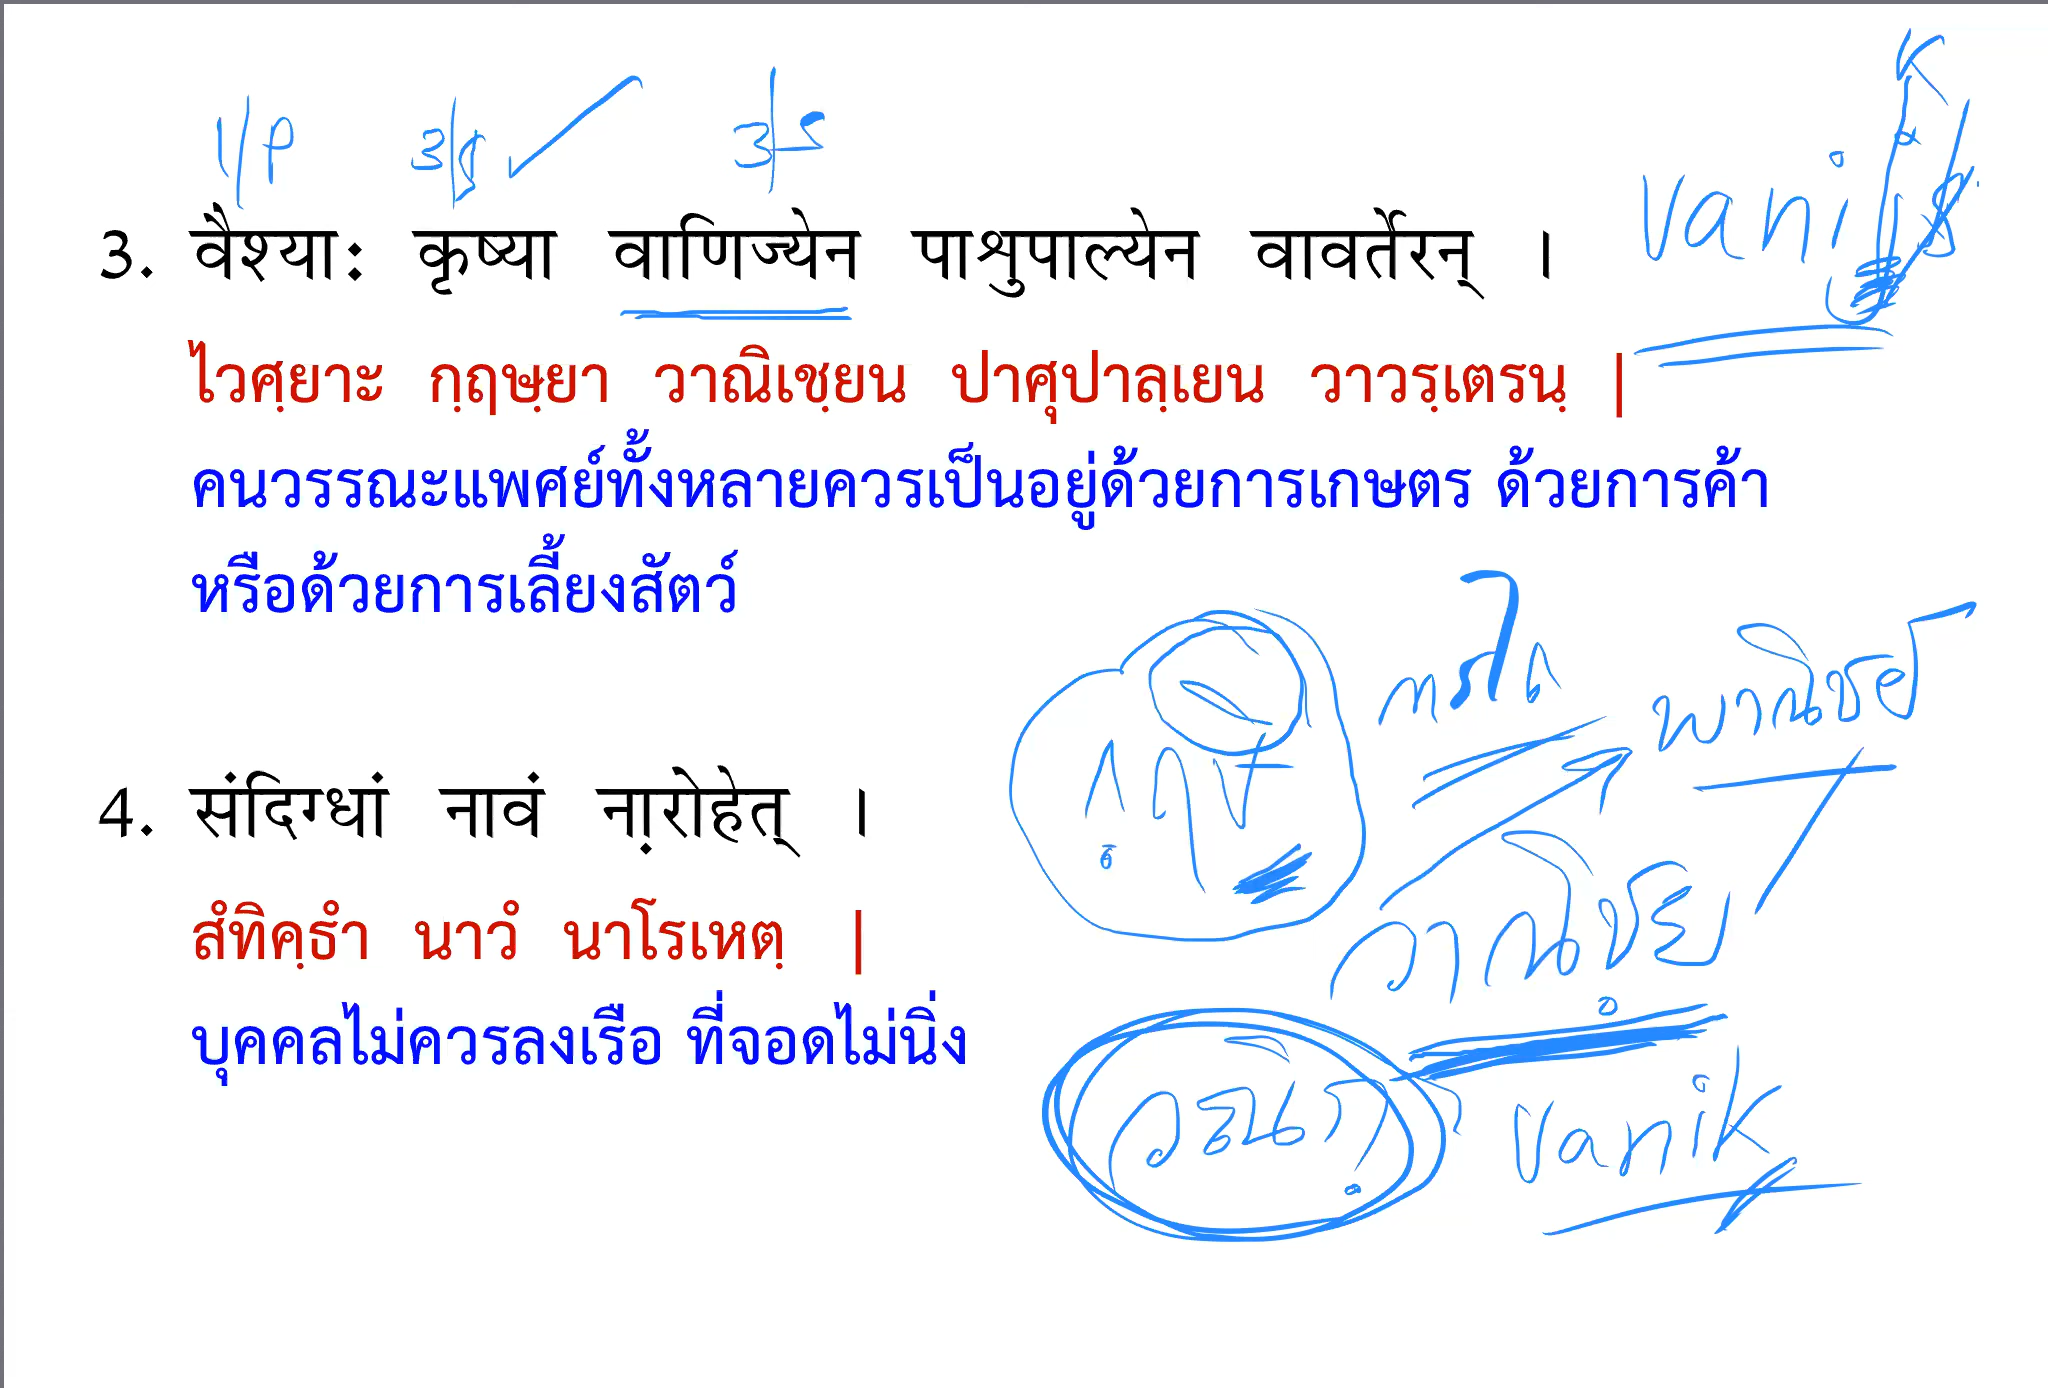 1/P 3/s 3/s
K
vanij
3. वैश्याः कृष्या वाणिज्येन पाशुपाल्येन वावर्तेरन् ।
ไวศฺยาะ กฺฤษฺยา วาณิเชฺยน ปาศุปาลฺเยน วาวรฺเตรนฺ |
คนวรรณะแพศย์ทั้งหลายควรเป็นอยู่ด้วยการเกษตร ด้วยการค้า
หรือด้วยการเลี้ยงสัตว์
พาณิชย์
4. संदिग्धां नावं ना़रोहेत् ।
วาณิชฺย
สํทิคฺธำ นาวํ นาโรเหตฺ |
บุคคลไม่ควรลงเรือ ที่จอดไม่นิ่ง
vanik